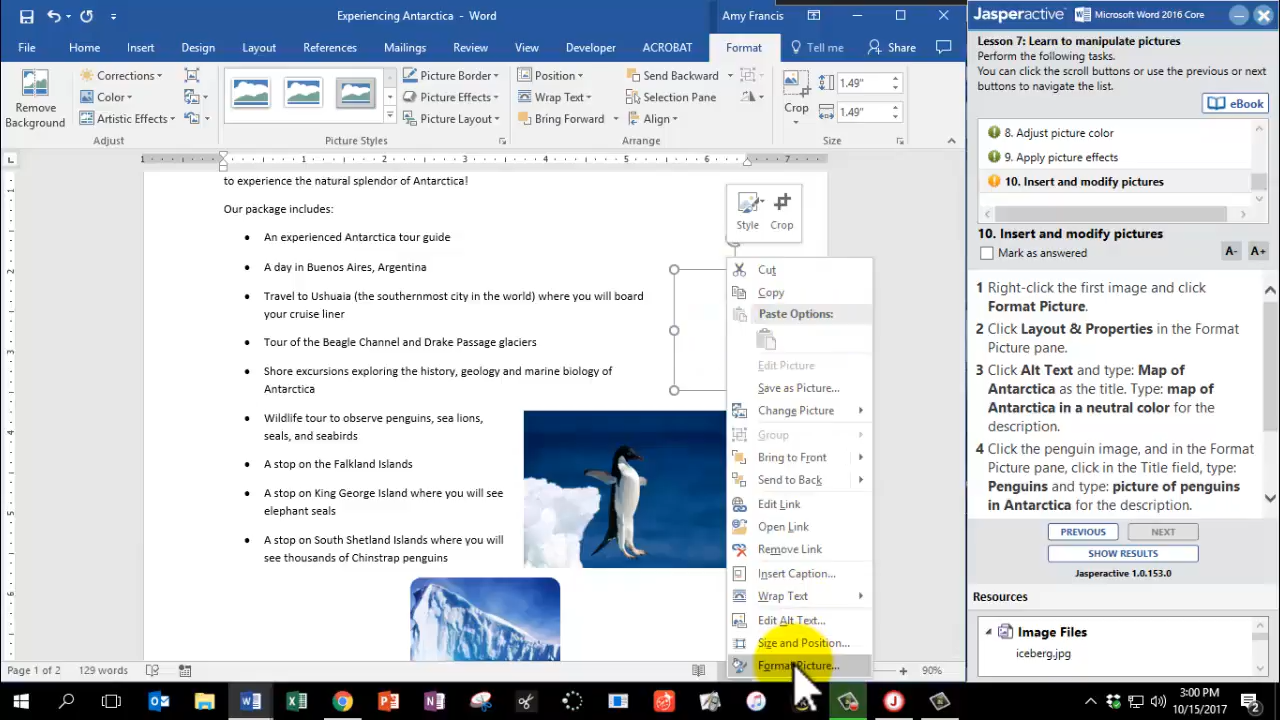 Experiencing Antarctica - Word
Amy Francis
File
Home
Insert
Design
Layout
References
Mailings
Review
View
Developer
ACROBAT
Format
Tell me
Share
Remove
Background
Corrections
Color
Artistic Effects
Adjust
Picture Styles
Picture Border
Picture Effects
Picture Layout
Position
Wrap Text
Bring Forward
Send Backward
Selection Pane
Align
Arrange
Crop
1.49"
1.49"
Size
1 1 2 3 4 5 6 7
1
2
3
4
5
6
to experience the natural splendor of Antarctica!
Our package includes:
• An experienced Antarctica tour guide
• A day in Buenos Aires, Argentina
• Travel to Ushuaia (the southernmost city in the world) where you will board
your cruise liner
• Tour of the Beagle Channel and Drake Passage glaciers
• Shore excursions exploring the history, geology and marine biology of
Antarctica
• Wildlife tour to observe penguins, sea lions,
seals, and seabirds
• A stop on the Falkland Islands
• A stop on King George Island where you will see
elephant seals
• A stop on South Shetland Islands where you will
see thousands of Chinstrap penguins
Style
Crop
Cut
Copy
Paste Options:
Edit Picture
Save as Picture...
Change Picture
Group
Bring to Front
Send to Back
Edit Link
Open Link
Remove Link
Insert Caption...
Wrap Text
Edit Alt Text...
Size and Position...
Format Picture...
Page 1 of 2
129 words
90%
Jasperactive
Microsoft Word 2016 Core
Lesson 7: Learn to manipulate pictures
Perform the following tasks.
You can click the scroll buttons or use the previous or next
buttons to navigate the list.
eBook
8. Adjust picture color
9. Apply picture effects
10. Insert and modify pictures
10. Insert and modify pictures
Mark as answered
A- A+
1 Right-click the first image and click
Format Picture.
2 Click Layout & Properties in the Format
Picture pane.
3 Click Alt Text and type: Map of
Antarctica as the title. Type: map of
Antarctica in a neutral color for the
description.
4 Click the penguin image, and in the Format
Picture pane, click in the Title field, type:
Penguins and type: picture of penguins
in Antarctica for the description.
PREVIOUS
NEXT
SHOW RESULTS
Jasperactive 1.0.153.0
Resources
Image Files
iceberg.jpg
3:00 PM
10/15/2017
2